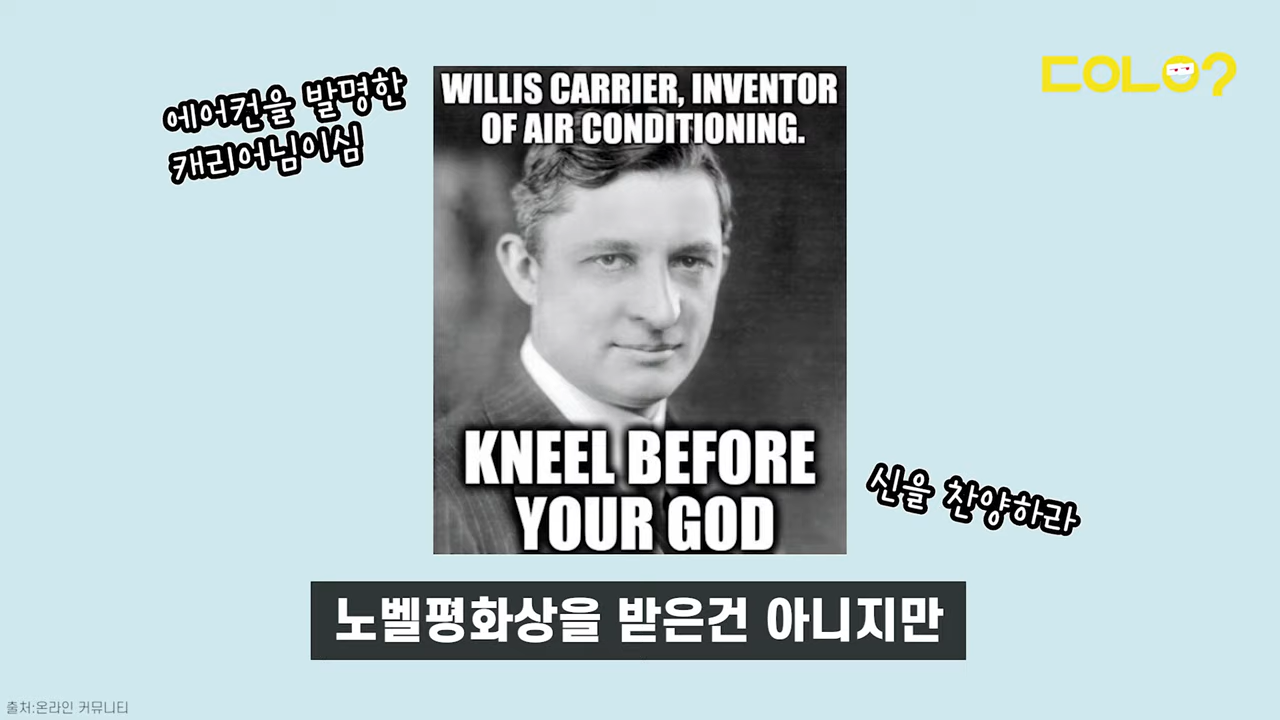 에어컨을 발명한
캐리어님이심
WILLIS CARRIER, INVENTOR
OF AIR CONDITIONING.
KNEEL BEFORE
YOUR GOD
신을 찬양하라
노벨평화상을 받은건 아니지만
출처:온라인 커뮤니티